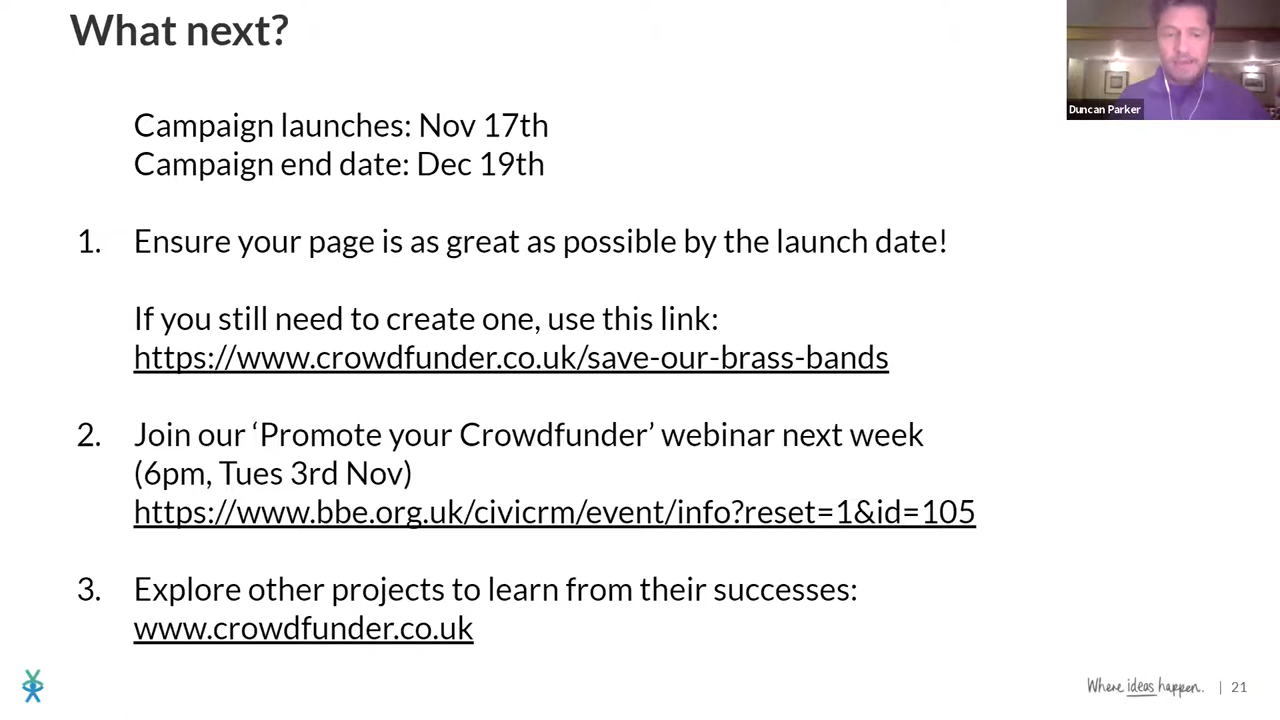 What next?
Duncan Parker
Campaign launches: Nov 17th
Campaign end date: Dec 19th
1. Ensure your page is as great as possible by the launch date!
If you still need to create one, use this link:
https://www.crowdfunder.co.uk/save-our-brass-bands
2. Join our ‘Promote your Crowdfunder’ webinar next week
(6pm, Tues 3rd Nov)
https://www.bbe.org.uk/civicrm/event/info?reset=1&id=105
3. Explore other projects to learn from their successes:
www.crowdfunder.co.uk
Where ideas happen. | 21